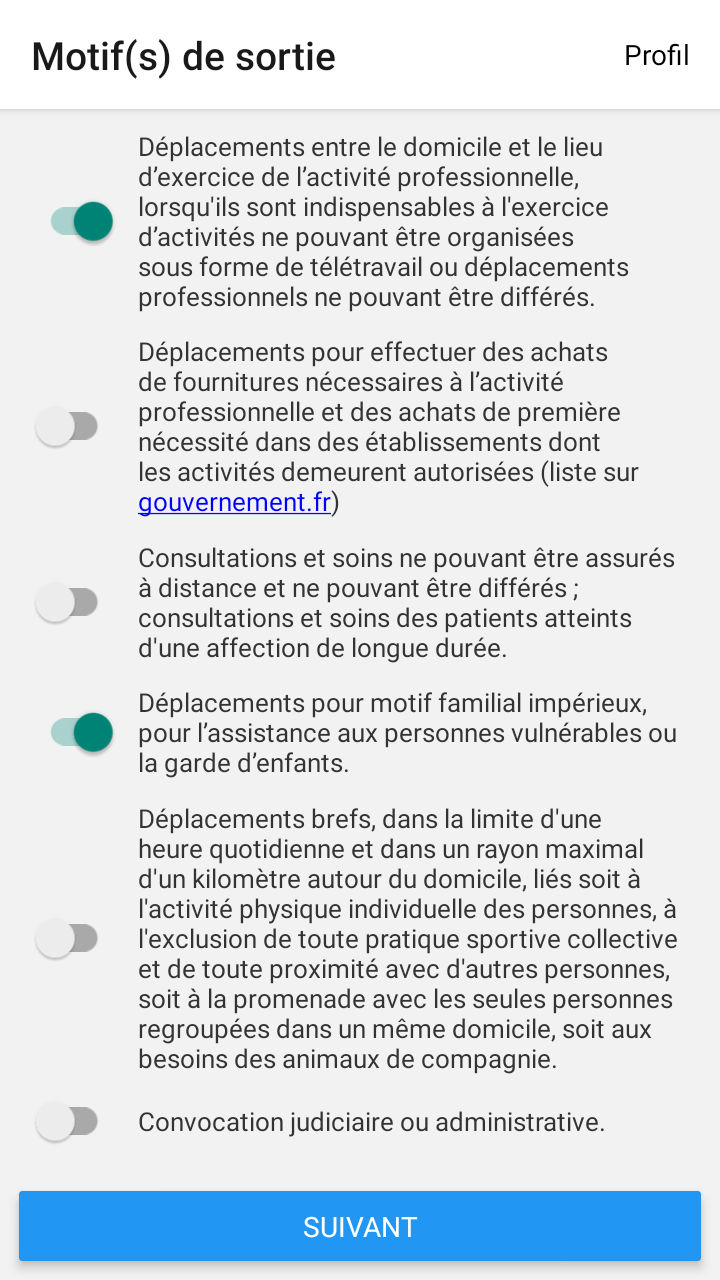 Motif(s) de sortie
Profil
Déplacements entre le domicile et le lieu
d’exercice de l’activité professionnelle,
lorsqu'ils sont indispensables à l'exercice
d’activités ne pouvant être organisées
sous forme de télétravail ou déplacements
professionnels ne pouvant être différés.
Déplacements pour effectuer des achats
de fournitures nécessaires à l’activité
professionnelle et des achats de première
nécessité dans des établissements dont
les activités demeurent autorisées (liste sur
gouvernement.fr)
Consultations et soins ne pouvant être assurés
à distance et ne pouvant être différés ;
consultations et soins des patients atteints
d'une affection de longue durée.
Déplacements pour motif familial impérieux,
pour l’assistance aux personnes vulnérables ou
la garde d’enfants.
Déplacements brefs, dans la limite d'une
heure quotidienne et dans un rayon maximal
d'un kilomètre autour du domicile, liés soit à
l'activité physique individuelle des personnes, à
l'exclusion de toute pratique sportive collective
et de toute proximité avec d'autres personnes,
soit à la promenade avec les seules personnes
regroupées dans un même domicile, soit aux
besoins des animaux de compagnie.
Convocation judiciaire ou administrative.
SUIVANT